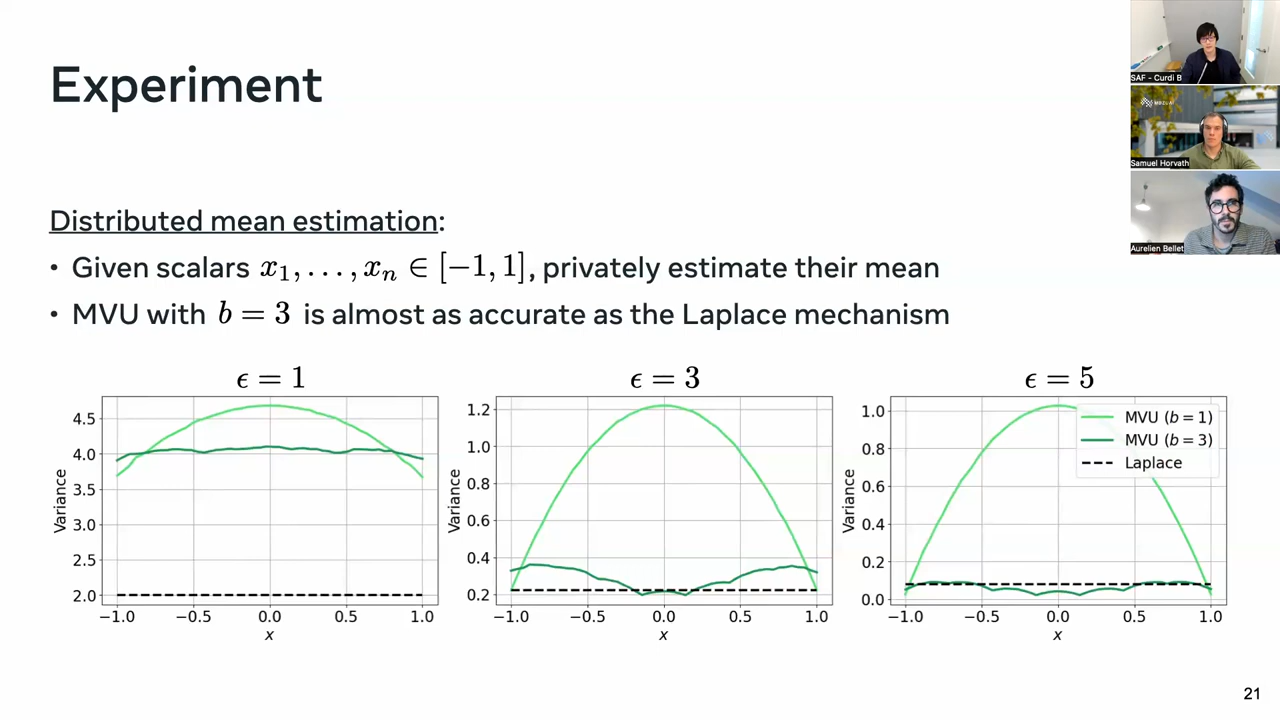 Experiment
SAF - Curdi B
MBZUAI
Samuel Horvath
Aurelien Bellet
Distributed mean estimation:
• Given scalars x₁, . . . , xₙ ∈ [−1, 1], privately estimate their mean
• MVU with b = 3 is almost as accurate as the Laplace mechanism
ϵ = 1
4.5
4.0
3.5
3.0
2.5
2.0
Variance
−1.0 −0.5 0.0 0.5 1.0
x
ϵ = 3
1.2
1.0
0.8
0.6
0.4
0.2
Variance
−1.0 −0.5 0.0 0.5 1.0
x
ϵ = 5
1.0
0.8
0.6
0.4
0.2
0.0
Variance
MVU (b = 1)
MVU (b = 3)
Laplace
−1.0 −0.5 0.0 0.5 1.0
x
21